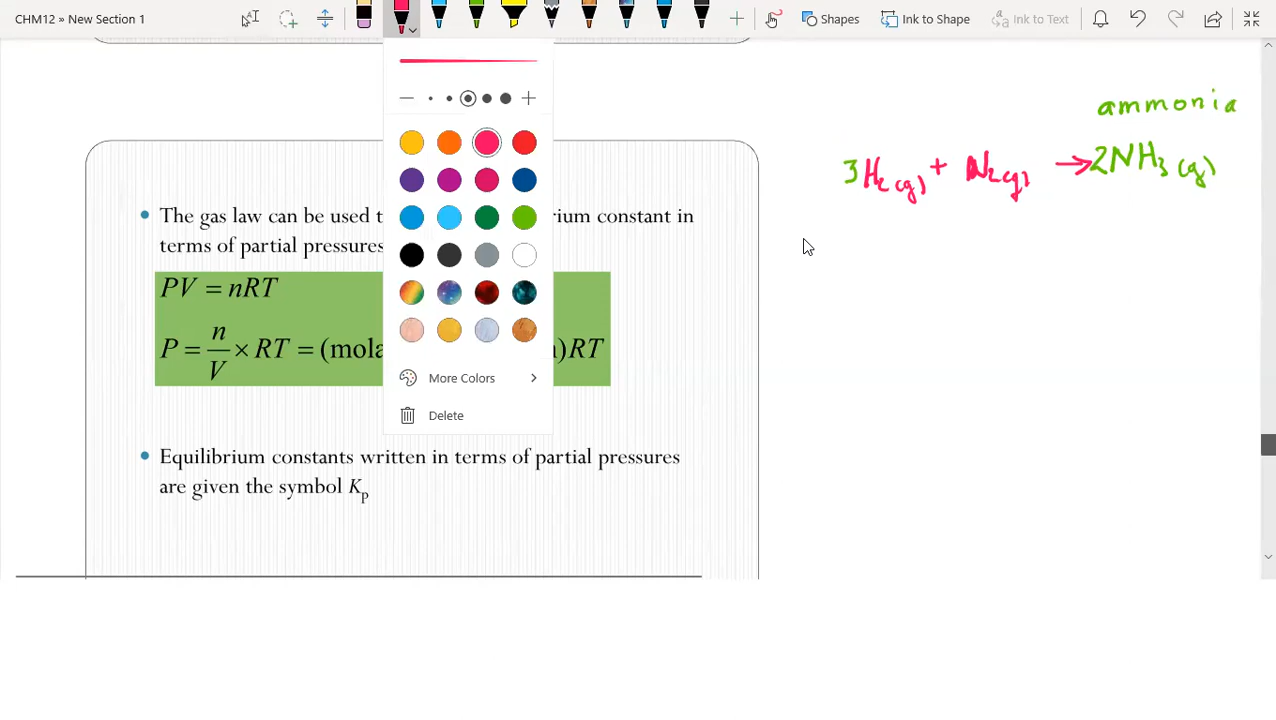 CHM12 » New Section 1
Shapes
Ink to Shape
Ink to Text
ammonia
3H2(g) + N2(g) → 2NH3(g)
• The gas law can be used t rium constant in
terms of partial pressures
PV = nRT
P = n/V × RT = (mola )RT
More Colors
Delete
• Equilibrium constants written in terms of partial pressures
are given the symbol Kp